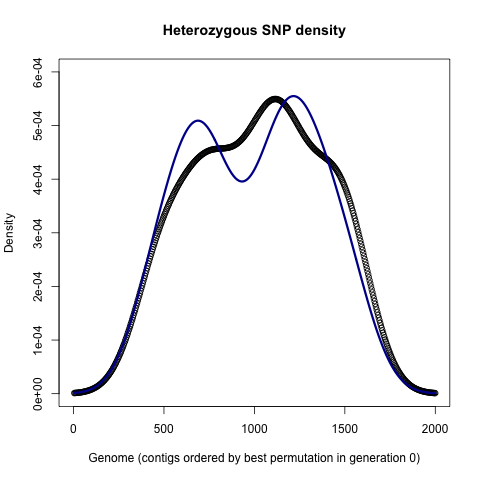 Heterozygous SNP density
6e-04
5e-04
4e-04
3e-04
2e-04
1e-04
0e+00
Density
0 500 1000 1500 2000
Genome (contigs ordered by best permutation in generation 0)